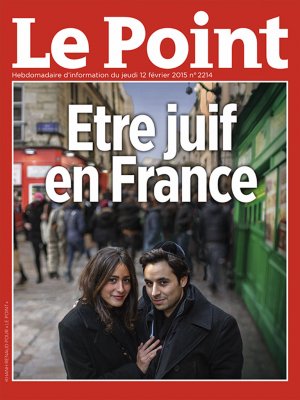 Le Point
Hebdomadaire d'information du jeudi 12 février 2015 n° 2214
Etre juif
en France